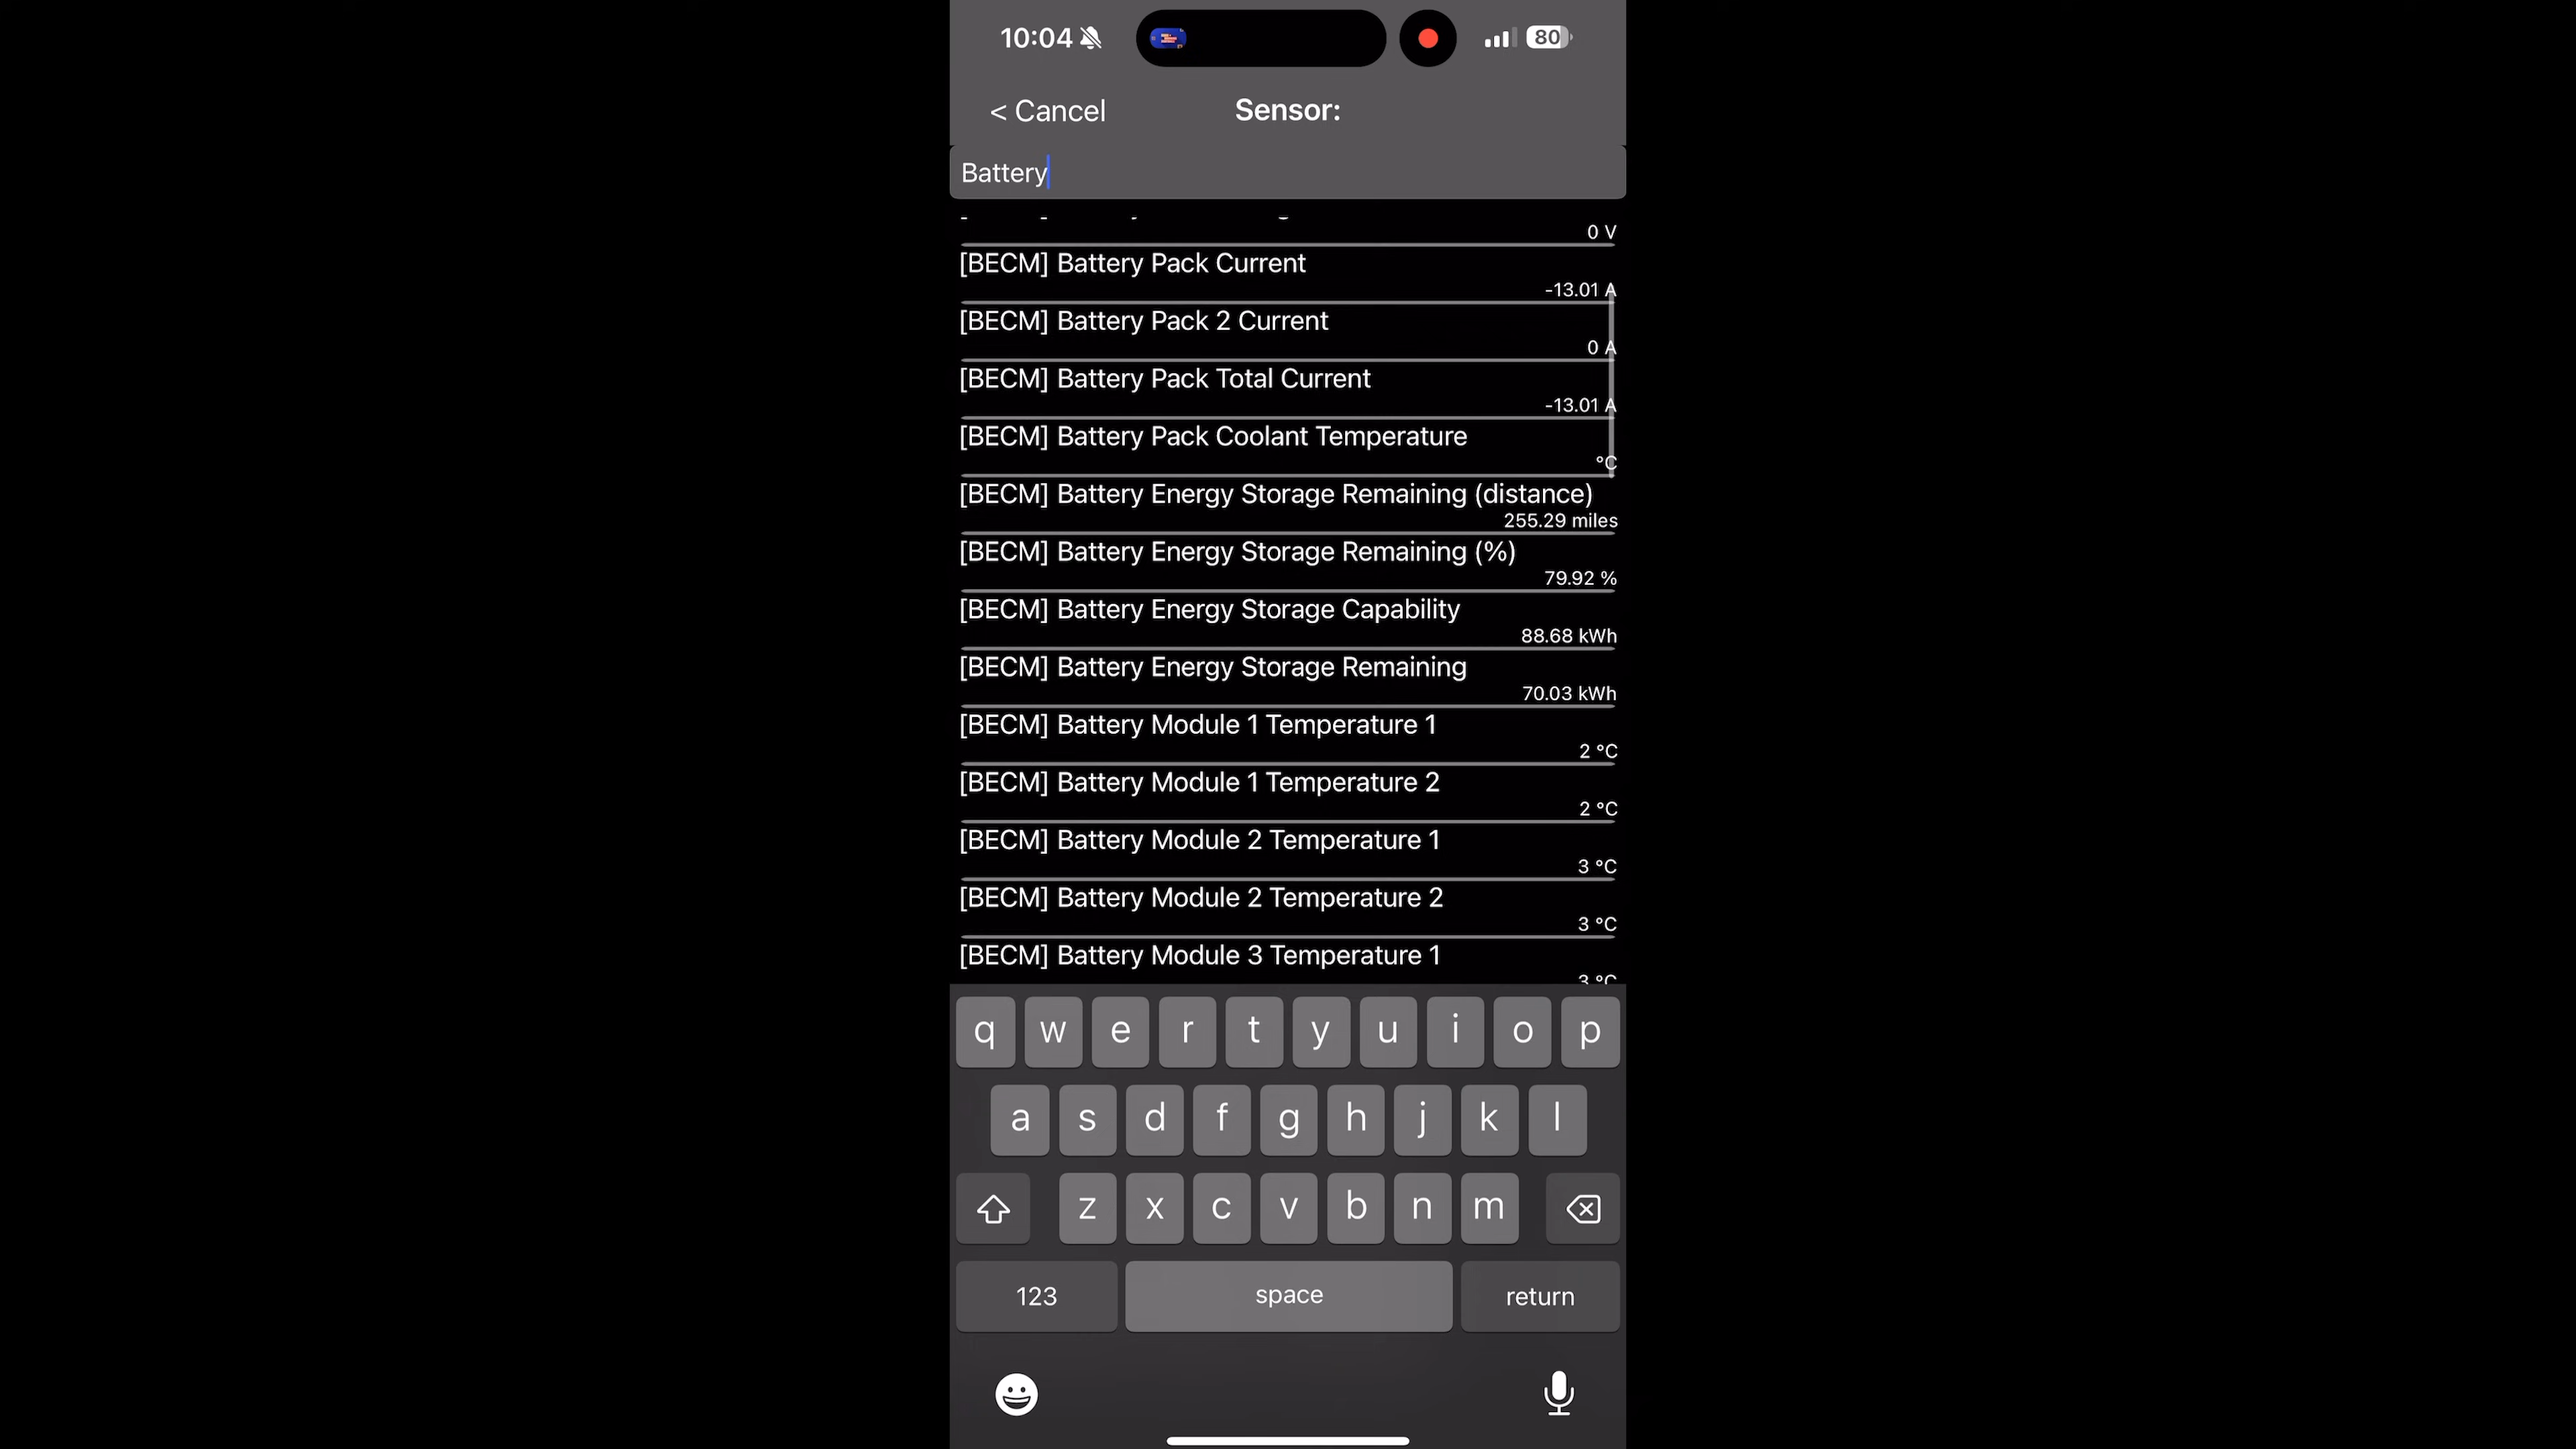 10:04
80
< Cancel
Sensor:
Battery
0 V
[BECM] Battery Pack Current
-13.01 A
[BECM] Battery Pack 2 Current
0 A
[BECM] Battery Pack Total Current
-13.01 A
[BECM] Battery Pack Coolant Temperature
°C
[BECM] Battery Energy Storage Remaining (distance)
255.29 miles
[BECM] Battery Energy Storage Remaining (%)
79.92 %
[BECM] Battery Energy Storage Capability
88.68 kWh
[BECM] Battery Energy Storage Remaining
70.03 kWh
[BECM] Battery Module 1 Temperature 1
2 °C
[BECM] Battery Module 1 Temperature 2
2 °C
[BECM] Battery Module 2 Temperature 1
3 °C
[BECM] Battery Module 2 Temperature 2
3 °C
[BECM] Battery Module 3 Temperature 1
3 °C
q w e r t y u i o p
a s d f g h j k l
z x c v b n m
123 space return